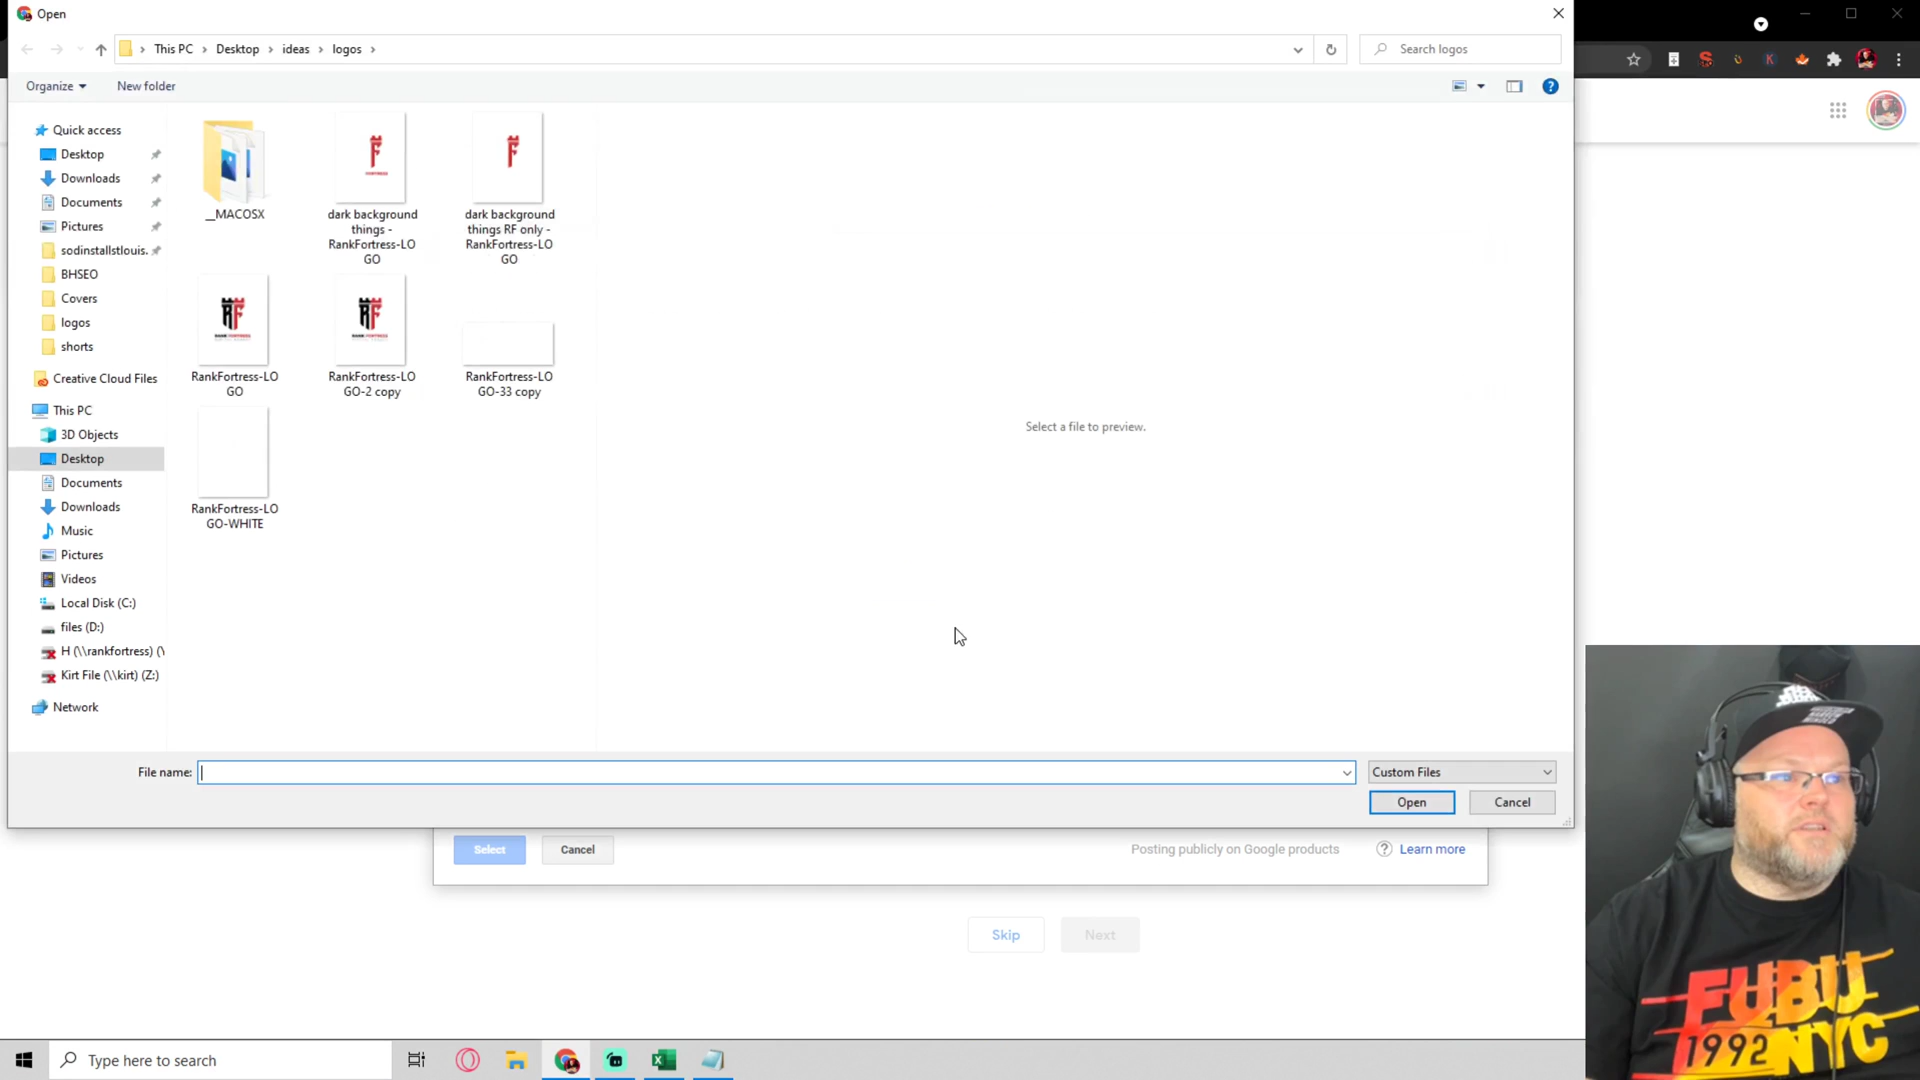 Open
This PC
Desktop
ideas
logos
Search logos
Organize
New folder
Quick access
Desktop
Downloads
Documents
Pictures
sodinstallstlouis.
BHSEO
Covers
logos
shorts
Creative Cloud Files
This PC
3D Objects
Desktop
Documents
Downloads
Music
Pictures
Videos
Local Disk (C:)
files (D:)
H (\\rankfortress) (Y
Kirt File (\\kirt) (Z:)
Network
__MACOSX
dark background
things -
RankFortress-LO
GO
dark background
things RF only -
RankFortress-LO
GO
RankFortress-LO
GO
RankFortress-LO
GO-2 copy
RankFortress-LO
GO-33 copy
RankFortress-LO
GO-WHITE
Select a file to preview.
File name:
Custom Files
Open
Cancel
Select
Cancel
Posting publicly on Google products
Learn more
Skip
Next
Type here to search
FUBU
1992 NYC